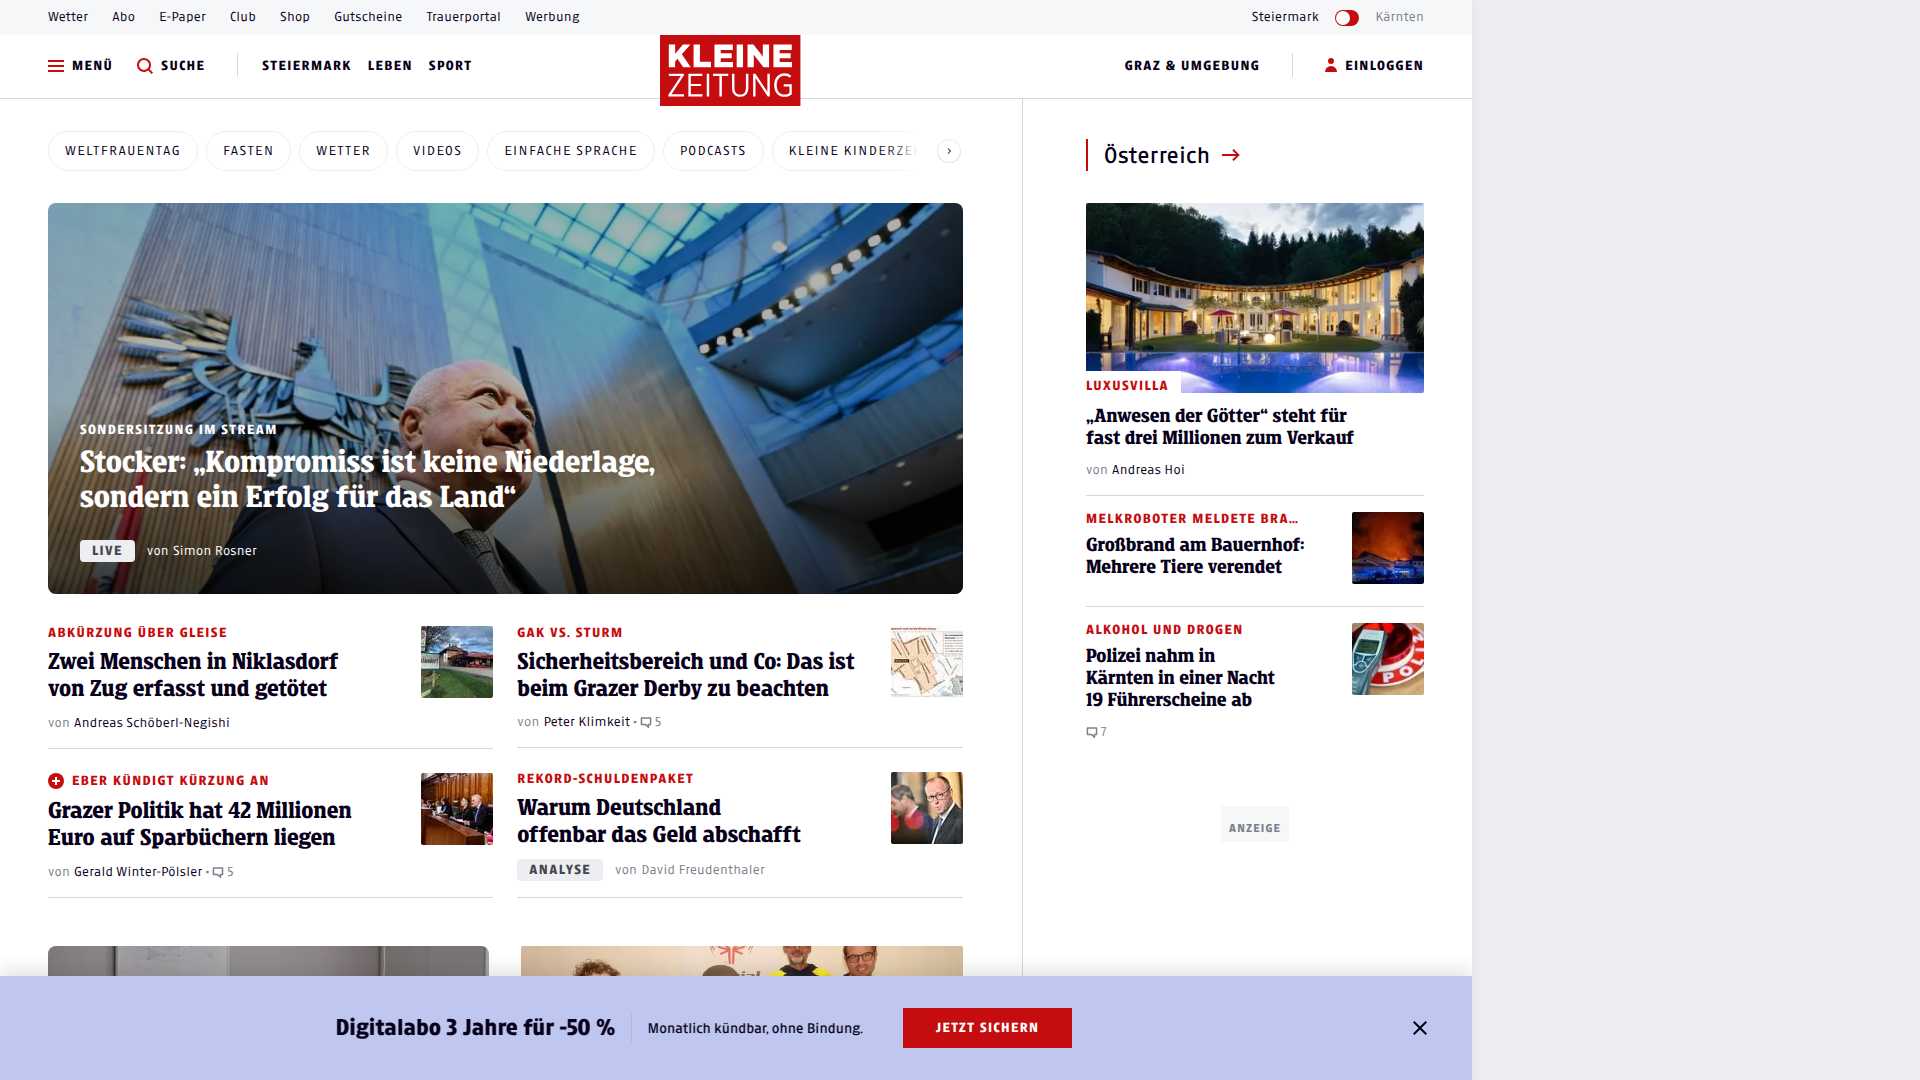 Wetter Abo E-Paper Club Shop Gutscheine Trauerportal Werbung
Steiermark Kärnten
MENÜ SUCHE STEIERMARK LEBEN SPORT
KLEINE
ZEITUNG
GRAZ & UMGEBUNG EINLOGGEN
WELTFRAUENTAG FASTEN WETTER VIDEOS EINFACHE SPRACHE PODCASTS KLEINE
SONDERSITZUNG IM STREAM
Stocker: „Kompromiss ist keine Niederlage,
sondern ein Erfolg für das Land“
LIVE von Simon Rosner
ABKÜRZUNG ÜBER GLEISE
Zwei Menschen in Niklasdorf
von Zug erfasst und getötet
von Andreas Schöberl-Negishi
GAK VS. STURM
Sicherheitsbereich und Co: Das ist
beim Grazer Derby zu beachten
von Peter Klimkeit • 5
EBER KÜNDIGT KÜRZUNG AN
Grazer Politik hat 42 Millionen
Euro auf Sparbüchern liegen
von Gerald Winter-Pölsler • 5
REKORD-SCHULDENPAKET
Warum Deutschland
offenbar das Geld abschafft
ANALYSE von David Freudenthaler
Österreich
LUXUSVILLA
„Anwesen der Götter“ steht für
fast drei Millionen zum Verkauf
von Andreas Hoi
MELKROBOTER MELDETE BRA...
Großbrand am Bauernhof:
Mehrere Tiere verendet
ALKOHOL UND DROGEN
Polizei nahm in
Kärnten in einer Nacht
19 Führerscheine ab
7
ANZEIGE
Digitalabo 3 Jahre für -50 %
Monatlich kündbar, ohne Bindung.
JETZT SICHERN